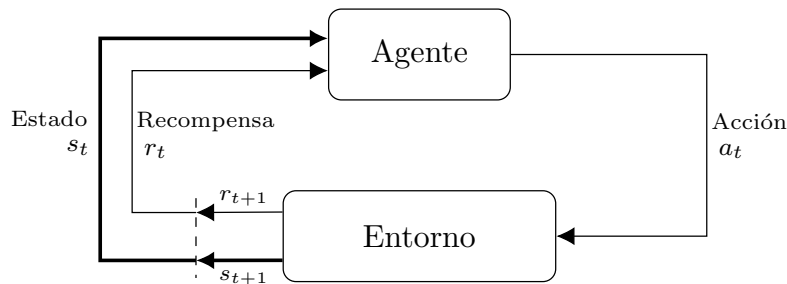 Agente
Estado
s_t
Recompensa
r_t
Acción
a_t
r_{t+1}
Entorno
s_{t+1}